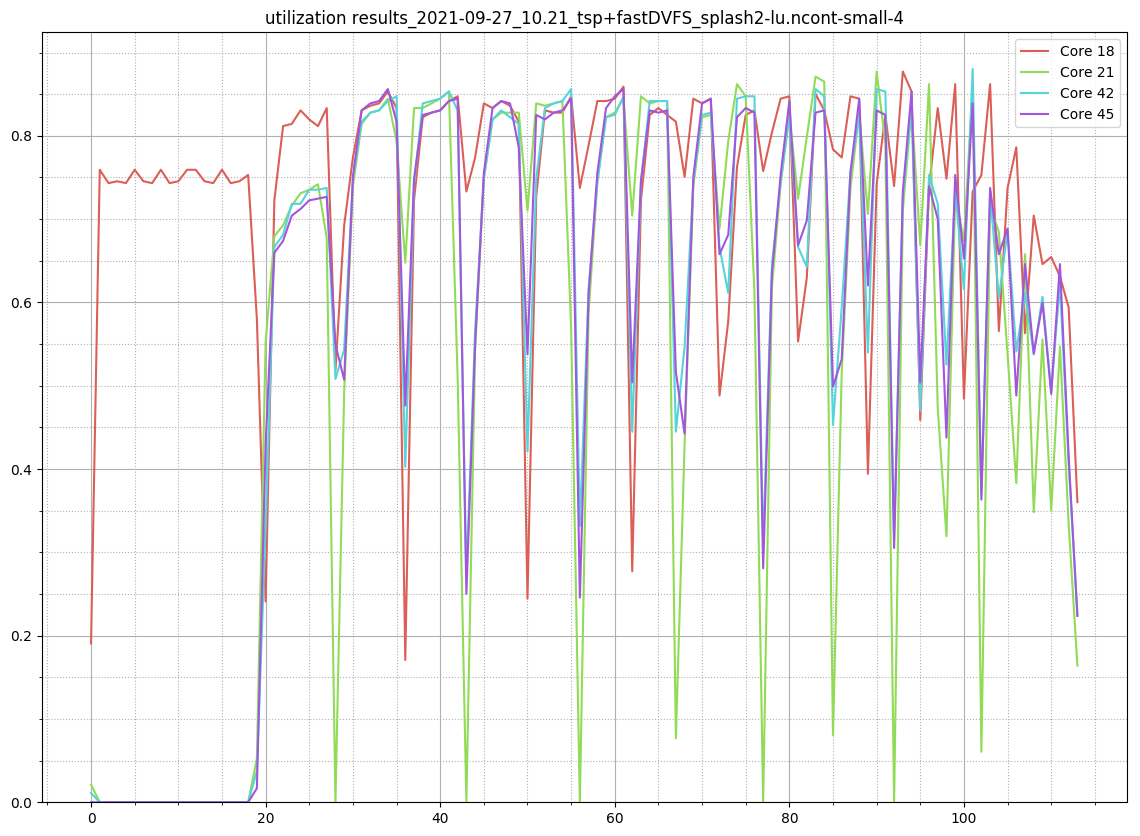 utilization results_2021-09-27_10.21_tsp+fastDVFS_splash2-lu.ncont-small-4
Core 18
Core 21
Core 42
Core 45
0.8
0.6
0.4
0.2
0.0
0 20 40 60 80 100